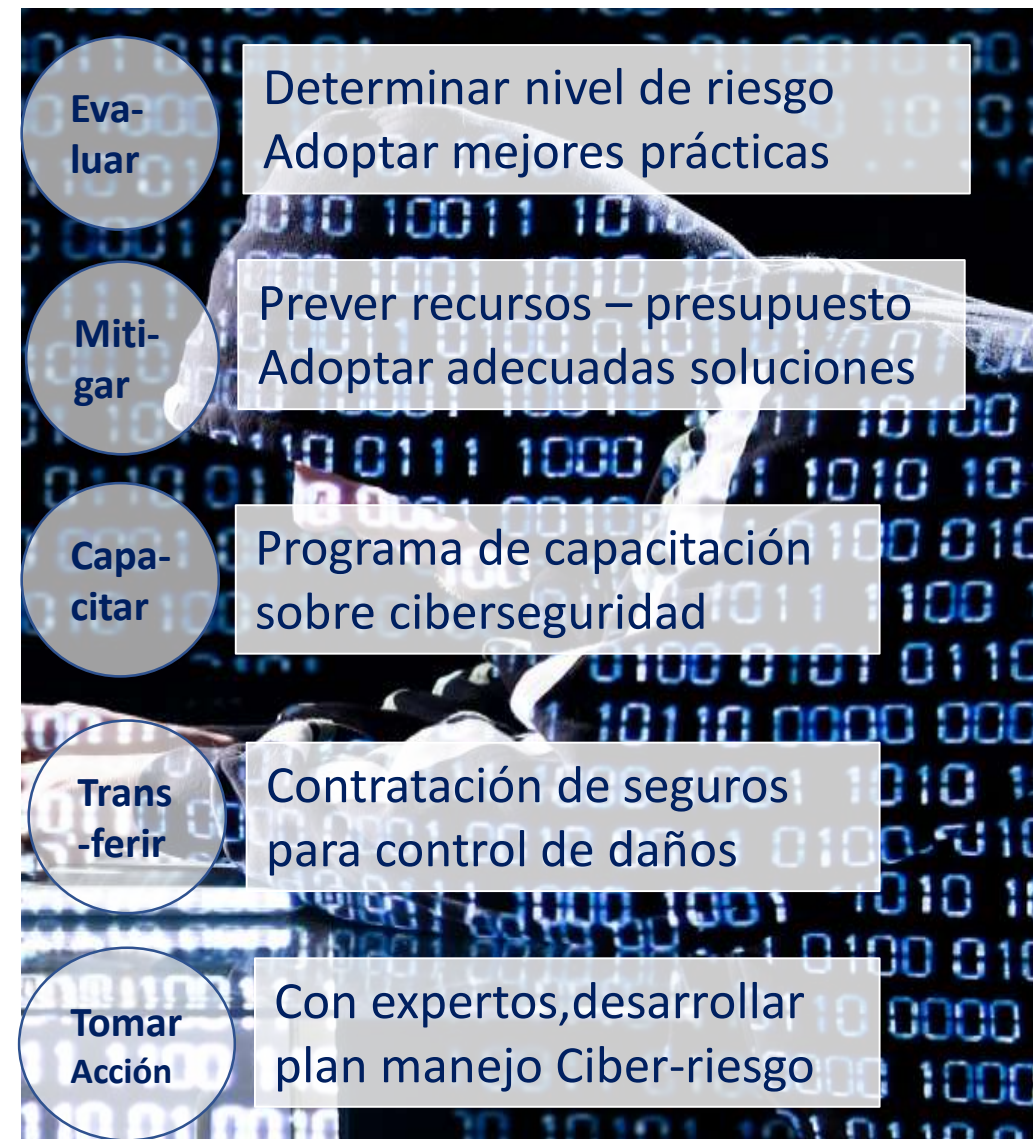 Eva-
luar
Determinar nivel de riesgo
Adoptar mejores prácticas
Miti-
gar
Prever recursos – presupuesto
Adoptar adecuadas soluciones
Capa-
citar
Programa de capacitación
sobre ciberseguridad
Trans
-ferir
Contratación de seguros
para control de daños
Tomar
Acción
Con expertos,desarrollar
plan manejo Ciber-riesgo